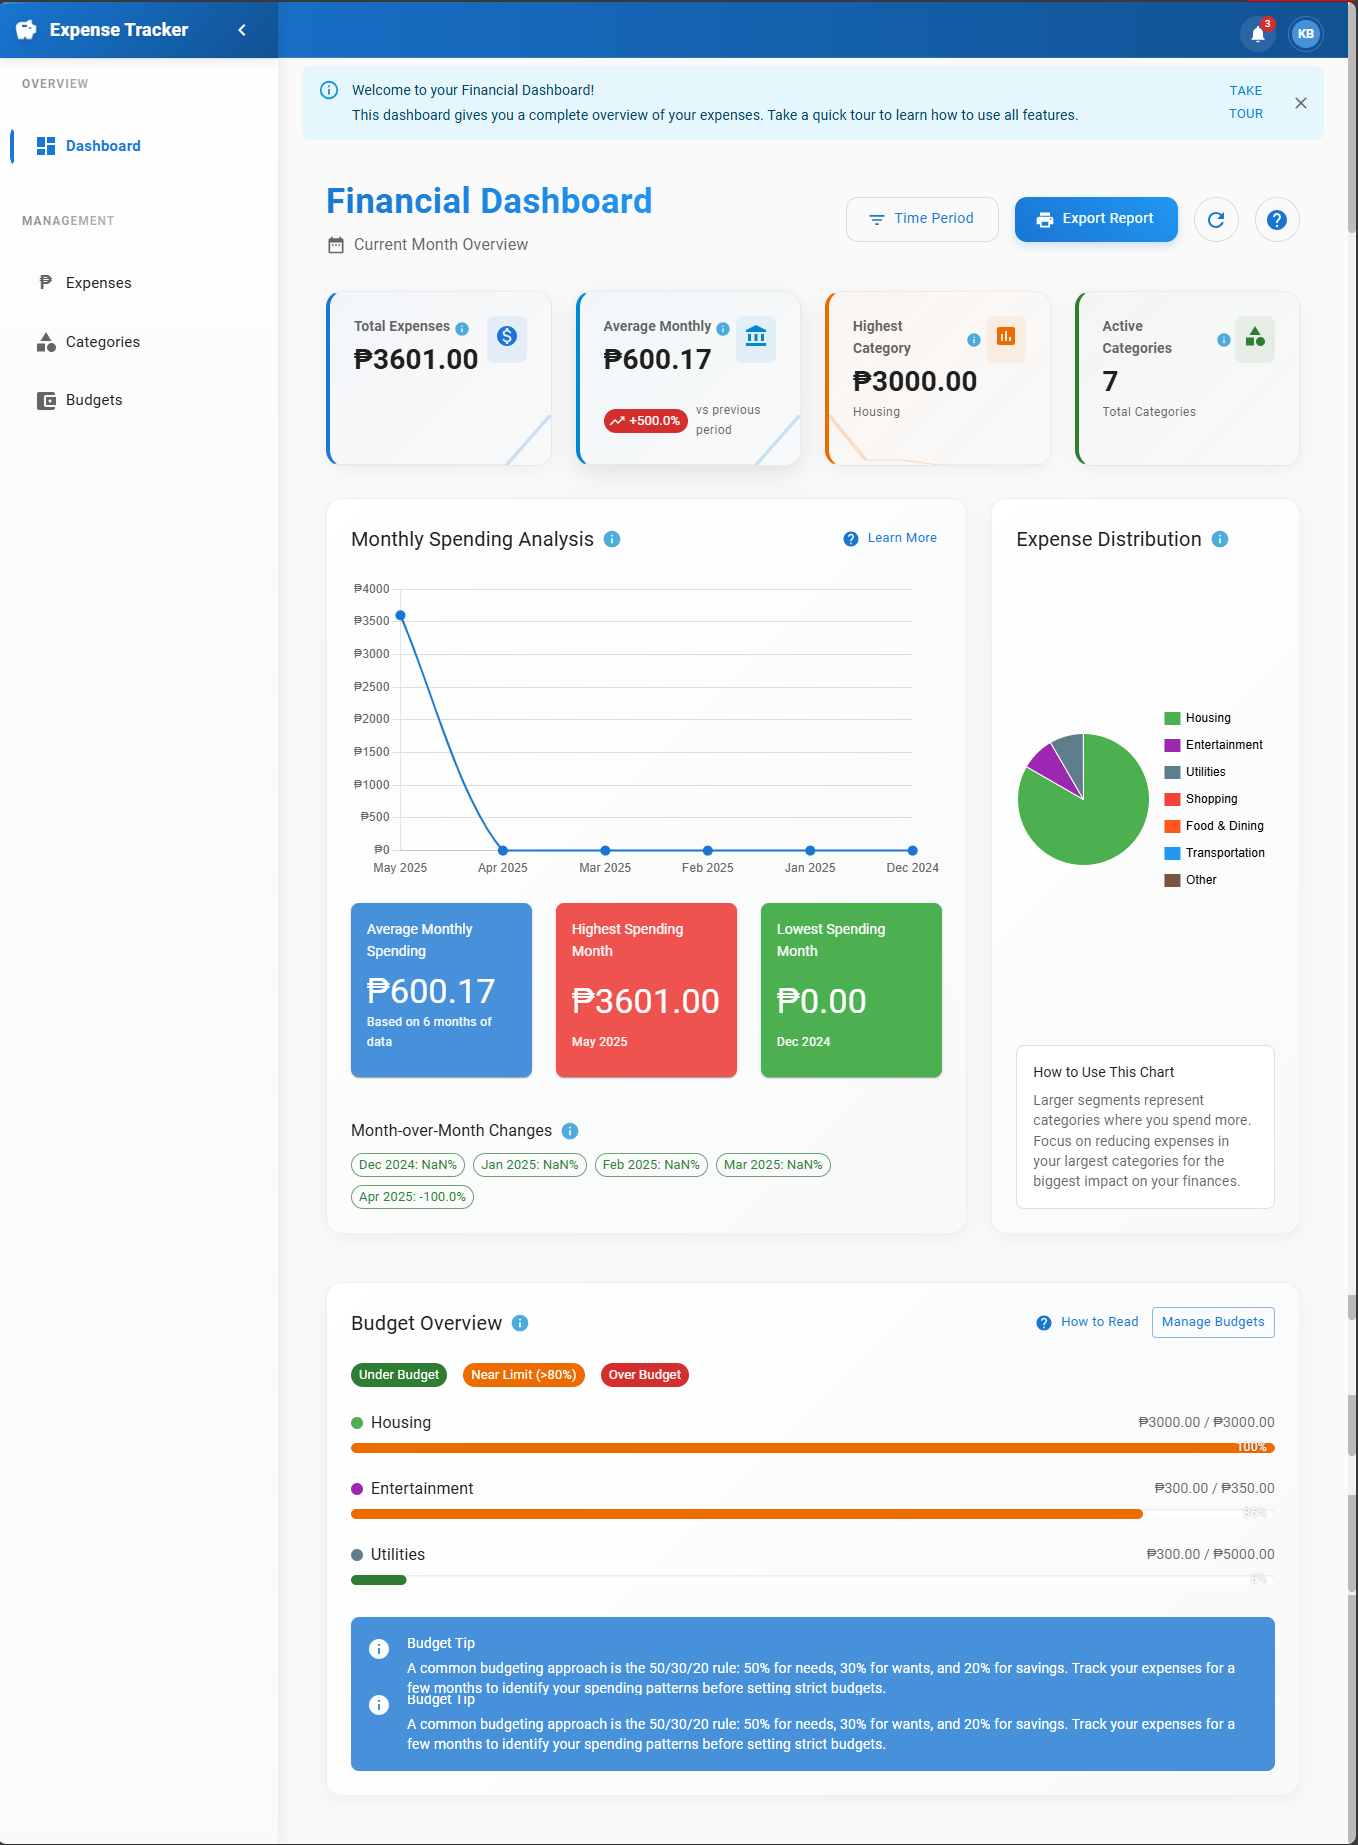 Expense Tracker
3
KB
OVERVIEW
Dashboard
MANAGEMENT
Expenses
Categories
Budgets
Welcome to your Financial Dashboard!
This dashboard gives you a complete overview of your expenses. Take a quick tour to learn how to use all features.
TAKE
TOUR
Financial Dashboard
Current Month Overview
Time Period
Export Report
Total Expenses
₱3601.00
Average Monthly
₱600.17
+500.0%
vs previous
period
Highest
Category
₱3000.00
Housing
Active
Categories
7
Total Categories
Monthly Spending Analysis
Learn More
₱4000
₱3500
₱3000
₱2500
₱2000
₱1500
₱1000
₱500
₱0
May 2025
Apr 2025
Mar 2025
Feb 2025
Jan 2025
Dec 2024
Average Monthly
Spending
₱600.17
Based on 6 months of
data
Highest Spending
Month
₱3601.00
May 2025
Lowest Spending
Month
₱0.00
Dec 2024
Month-over-Month Changes
Dec 2024: NaN%
Jan 2025: NaN%
Feb 2025: NaN%
Mar 2025: NaN%
Apr 2025: -100.0%
Expense Distribution
Housing
Entertainment
Utilities
Shopping
Food & Dining
Transportation
Other
How to Use This Chart
Larger segments represent
categories where you spend more.
Focus on reducing expenses in
your largest categories for the
biggest impact on your finances.
Budget Overview
How to Read
Manage Budgets
Under Budget
Near Limit (>80%)
Over Budget
Housing
₱3000.00 / ₱3000.00
100%
Entertainment
₱300.00 / ₱350.00
86%
Utilities
₱300.00 / ₱5000.00
6%
Budget Tip
A common budgeting approach is the 50/30/20 rule: 50% for needs, 30% for wants, and 20% for savings. Track your expenses for a
few months to identify your spending patterns before setting strict budgets.
Budget Tip
A common budgeting approach is the 50/30/20 rule: 50% for needs, 30% for wants, and 20% for savings. Track your expenses for a
few months to identify your spending patterns before setting strict budgets.